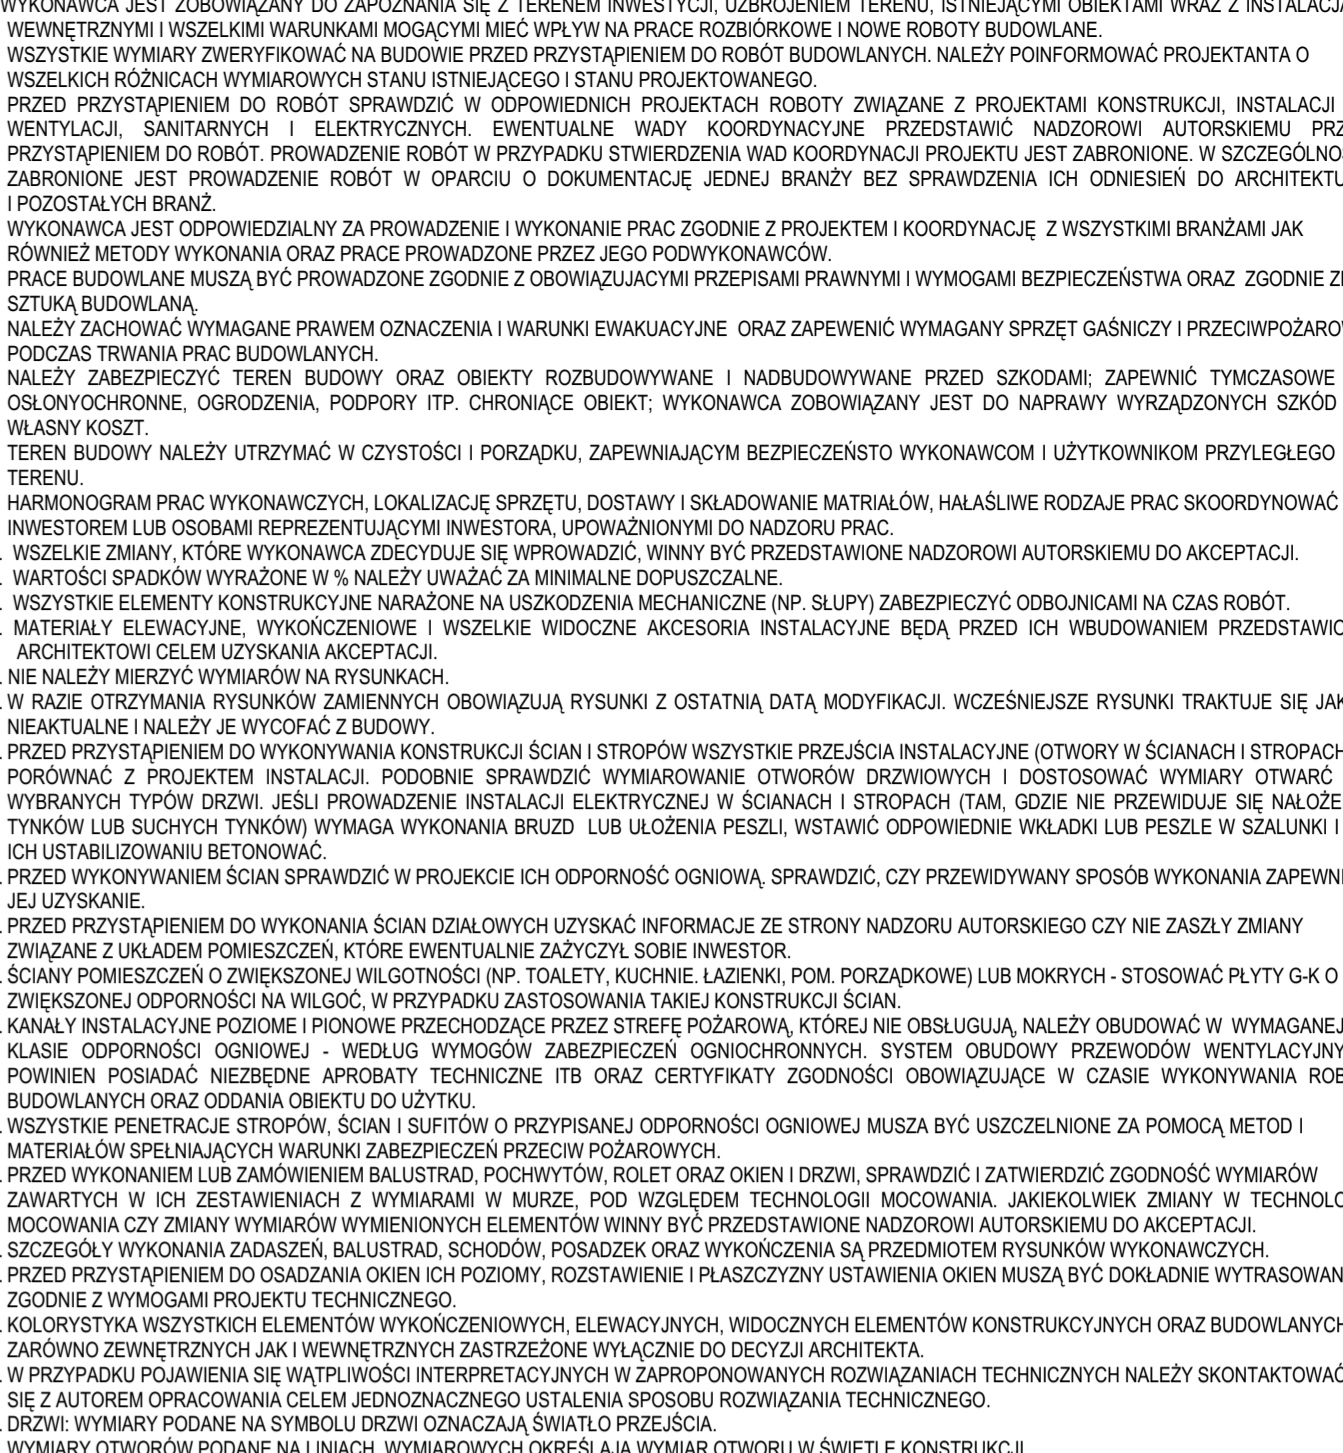 WYKONAWCA JEST ZOBOWIĄZANY DO ZAPOZNANIA SIĘ Z TERENEM INWESTYCJI, UZBROJENIEM TERENU, ISTNIEJĄCYMI OBIEKTAMI WRAZ Z INSTALACJA
WEWNĘTRZNYMI I WSZELKIMI WARUNKAMI MOGĄCYMI MIEĆ WPŁYW NA PRACE ROZBIÓRKOWE I NOWE ROBOTY BUDOWLANE.
WSZYSTKIE WYMIARY ZWERYFIKOWAĆ NA BUDOWIE PRZED PRZYSTĄPIENIEM DO ROBÓT BUDOWLANYCH. NALEŻY POINFORMOWAĆ PROJEKTANTA O
WSZELKICH RÓŻNICACH WYMIAROWYCH STANU ISTNIEJĄCEGO I STANU PROJEKTOWANEGO.
PRZED PRZYSTĄPIENIEM DO ROBÓT SPRAWDZIĆ W ODPOWIEDNICH PROJEKTACH ROBOTY ZWIĄZANE Z PROJEKTAMI KONSTRUKCJI, INSTALACJI
WENTYLACJI, SANITARNYCH I ELEKTRYCZNYCH. EWENTUALNE WADY KOORDYNACYJNE PRZEDSTAWIĆ NADZOROWI AUTORSKIEMU PRZ
PRZYSTĄPIENIEM DO ROBÓT. PROWADZENIE ROBÓT W PRZYPADKU STWIERDZENIA WAD KOORDYNACJI PROJEKTU JEST ZABRONIONE. W SZCZEGÓLNOŚ
ZABRONIONE JEST PROWADZENIE ROBÓT W OPARCIU O DOKUMENTACJĘ JEDNEJ BRANŻY BEZ SPRAWDZENIA ICH ODNIESIEŃ DO ARCHITEKTU
I POZOSTAŁYCH BRANŻ.
WYKONAWCA JEST ODPOWIEDZIALNY ZA PROWADZENIE I WYKONANIE PRAC ZGODNIE Z PROJEKTEM I KOORDYNACJĘ Z WSZYSTKIMI BRANŻAMI JAK
RÓWNIEŻ METODY WYKONANIA ORAZ PRACE PROWADZONE PRZEZ JEGO PODWYKONAWCÓW.
PRACE BUDOWLANE MUSZĄ BYĆ PROWADZONE ZGODNIE Z OBOWIĄZUJACYMI PRZEPISAMI PRAWNYMI I WYMOGAMI BEZPIECZEŃSTWA ORAZ ZGODNIE ZE
SZTUKĄ BUDOWLANĄ.
NALEŻY ZACHOWAĆ WYMAGANE PRAWEM OZNACZENIA I WARUNKI EWAKUACYJNE ORAZ ZAPEWENIĆ WYMAGANY SPRZĘT GAŚNICZY I PRZECIWPOŻAROW
PODCZAS TRWANIA PRAC BUDOWLANYCH.
NALEŻY ZABEZPIECZYĆ TEREN BUDOWY ORAZ OBIEKTY ROZBUDOWYWANE I NADBUDOWYWANE PRZED SZKODAMI; ZAPEWNIĆ TYMCZASOWE
OSŁONYOCHRONNE, OGRODZENIA, PODPORY ITP. CHRONIĄCE OBIEKT; WYKONAWCA ZOBOWIĄZANY JEST DO NAPRAWY WYRZĄDZONYCH SZKÓD
WŁASNY KOSZT.
TEREN BUDOWY NALEŻY UTRZYMAĆ W CZYSTOŚCI I PORZĄDKU, ZAPEWNIAJĄCYM BEZPIECZEŃSTO WYKONAWCOM I UŻYTKOWNIKOM PRZYLEGŁEGO
TERENU.
HARMONOGRAM PRAC WYKONAWCZYCH, LOKALIZACJĘ SPRZĘTU, DOSTAWY I SKŁADOWANIE MATRIAŁÓW, HAŁAŚLIWE RODZAJE PRAC SKOORDYNOWAĆ
INWESTOREM LUB OSOBAMI REPREZENTUJĄCYMI INWESTORA, UPOWAŻNIONYMI DO NADZORU PRAC.
. WSZELKIE ZMIANY, KTÓRE WYKONAWCA ZDECYDUJE SIĘ WPROWADZIĆ, WINNY BYĆ PRZEDSTAWIONE NADZOROWI AUTORSKIEMU DO AKCEPTACJI.
. WARTOŚCI SPADKÓW WYRAŻONE W % NALEŻY UWAŻAĆ ZA MINIMALNE DOPUSZCZALNE.
. WSZYSTKIE ELEMENTY KONSTRUKCYJNE NARAŻONE NA USZKODZENIA MECHANICZNE (NP. SŁUPY) ZABEZPIECZYĆ ODBOJNICAMI NA CZAS ROBÓT.
. MATERIAŁY ELEWACYJNE, WYKOŃCZENIOWE I WSZELKIE WIDOCZNE AKCESORIA INSTALACYJNE BĘDĄ PRZED ICH WBUDOWANIEM PRZEDSTAWIO
ARCHITEKTOWI CELEM UZYSKANIA AKCEPTACJI.
. NIE NALEŻY MIERZYĆ WYMIARÓW NA RYSUNKACH.
. W RAZIE OTRZYMANIA RYSUNKÓW ZAMIENNYCH OBOWIĄZUJĄ RYSUNKI Z OSTATNIĄ DATĄ MODYFIKACJI. WCZEŚNIEJSZE RYSUNKI TRAKTUJE SIĘ JAK
NIEAKTUALNE I NALEŻY JE WYCOFAĆ Z BUDOWY.
. PRZED PRZYSTĄPIENIEM DO WYKONYWANIA KONSTRUKCJI ŚCIAN I STROPÓW WSZYSTKIE PRZEJŚCIA INSTALACYJNE (OTWORY W ŚCIANACH I STROPACH
PORÓWNAĆ Z PROJEKTEM INSTALACJI. PODOBNIE SPRAWDZIĆ WYMIAROWANIE OTWORÓW DRZWIOWYCH I DOSTOSOWAĆ WYMIARY OTWARĆ
WYBRANYCH TYPÓW DRZWI. JEŚLI PROWADZENIE INSTALACJI ELEKTRYCZNEJ W ŚCIANACH I STROPACH (TAM, GDZIE NIE PRZEWIDUJE SIĘ NAŁOŻE
TYNKÓW LUB SUCHYCH TYNKÓW) WYMAGA WYKONANIA BRUZD LUB UŁOŻENIA PESZLI, WSTAWIĆ ODPOWIEDNIE WKŁADKI LUB PESZLE W SZALUNKI I
ICH USTABILIZOWANIU BETONOWAĆ.
. PRZED WYKONYWANIEM ŚCIAN SPRAWDZIĆ W PROJEKCIE ICH ODPORNOŚĆ OGNIOWĄ. SPRAWDZIĆ, CZY PRZEWIDYWANY SPOSÓB WYKONANIA ZAPEWNI
JEJ UZYSKANIE.
. PRZED PRZYSTĄPIENIEM DO WYKONANIA ŚCIAN DZIAŁOWYCH UZYSKAĆ INFORMACJE ZE STRONY NADZORU AUTORSKIEGO CZY NIE ZASZŁY ZMIANY
ZWIĄZANE Z UKŁADEM POMIESZCZEŃ, KTÓRE EWENTUALNIE ZAŻYCZYŁ SOBIE INWESTOR.
. ŚCIANY POMIESZCZEŃ O ZWIĘKSZONEJ WILGOTNOŚCI (NP. TOALETY, KUCHNIE. ŁAZIENKI, POM. PORZĄDKOWE) LUB MOKRYCH - STOSOWAĆ PŁYTY G-K O
ZWIĘKSZONEJ ODPORNOŚCI NA WILGOĆ, W PRZYPADKU ZASTOSOWANIA TAKIEJ KONSTRUKCJI ŚCIAN.
. KANAŁY INSTALACYJNE POZIOME I PIONOWE PRZECHODZĄCE PRZEZ STREFĘ POŻAROWĄ, KTÓREJ NIE OBSŁUGUJĄ, NALEŻY OBUDOWAĆ W WYMAGANEJ
KLASIE ODPORNOŚCI OGNIOWEJ - WEDŁUG WYMOGÓW ZABEZPIECZEŃ OGNIOCHRONNYCH. SYSTEM OBUDOWY PRZEWODÓW WENTYLACYJNY
POWINIEN POSIADAĆ NIEZBĘDNE APROBATY TECHNICZNE ITB ORAZ CERTYFIKATY ZGODNOŚCI OBOWIĄZUJĄCE W CZASIE WYKONYWANIA ROB
BUDOWLANYCH ORAZ ODDANIA OBIEKTU DO UŻYTKU.
. WSZYSTKIE PENETRACJE STROPÓW, ŚCIAN I SUFITÓW O PRZYPISANEJ ODPORNOŚCI OGNIOWEJ MUSZA BYĆ USZCZELNIONE ZA POMOCĄ METOD I
MATERIAŁÓW SPEŁNIAJĄCYCH WARUNKI ZABEZPIECZEŃ PRZECIW POŻAROWYCH.
. PRZED WYKONANIEM LUB ZAMÓWIENIEM BALUSTRAD, POCHWYTÓW, ROLET ORAZ OKIEN I DRZWI, SPRAWDZIĆ I ZATWIERDZIĆ ZGODNOŚĆ WYMIARÓW
ZAWARTYCH W ICH ZESTAWIENIACH Z WYMIARAMI W MURZE, POD WZGLĘDEM TECHNOLOGII MOCOWANIA. JAKIEKOLWIEK ZMIANY W TECHNOLO
MOCOWANIA CZY ZMIANY WYMIARÓW WYMIENIONYCH ELEMENTÓW WINNY BYĆ PRZEDSTAWIONE NADZOROWI AUTORSKIEMU DO AKCEPTACJI.
. SZCZEGÓŁY WYKONANIA ZADASZEŃ, BALUSTRAD, SCHODÓW, POSADZEK ORAZ WYKOŃCZENIA SĄ PRZEDMIOTEM RYSUNKÓW WYKONAWCZYCH.
. PRZED PRZYSTĄPIENIEM DO OSADZANIA OKIEN ICH POZIOMY, ROZSTAWIENIE I PŁASZCZYZNY USTAWIENIA OKIEN MUSZĄ BYĆ DOKŁADNIE WYTRASOWAN
ZGODNIE Z WYMOGAMI PROJEKTU TECHNICZNEGO.
. KOLORYSTYKA WSZYSTKICH ELEMENTÓW WYKOŃCZENIOWYCH, ELEWACYJNYCH, WIDOCZNYCH ELEMENTÓW KONSTRUKCYJNYCH ORAZ BUDOWLANYCH
ZARÓWNO ZEWNĘTRZNYCH JAK I WEWNĘTRZNYCH ZASTRZEŻONE WYŁĄCZNIE DO DECYZJI ARCHITEKTA.
. W PRZYPADKU POJAWIENIA SIĘ WĄTPLIWOŚCI INTERPRETACYJNYCH W ZAPROPONOWANYCH ROZWIĄZANIACH TECHNICZNYCH NALEŻY SKONTAKTOWAĆ
SIĘ Z AUTOREM OPRACOWANIA CELEM JEDNOZNACZNEGO USTALENIA SPOSOBU ROZWIĄZANIA TECHNICZNEGO.
. DRZWI: WYMIARY PODANE NA SYMBOLU DRZWI OZNACZAJĄ ŚWIATŁO PRZEJŚCIA.
WYMIARY OTWORÓW PODANE NA LINIACH WYMIAROWYCH OKREŚLAJĄ WYMIAR OTWORU W ŚWIETLE KONSTRUKCJI